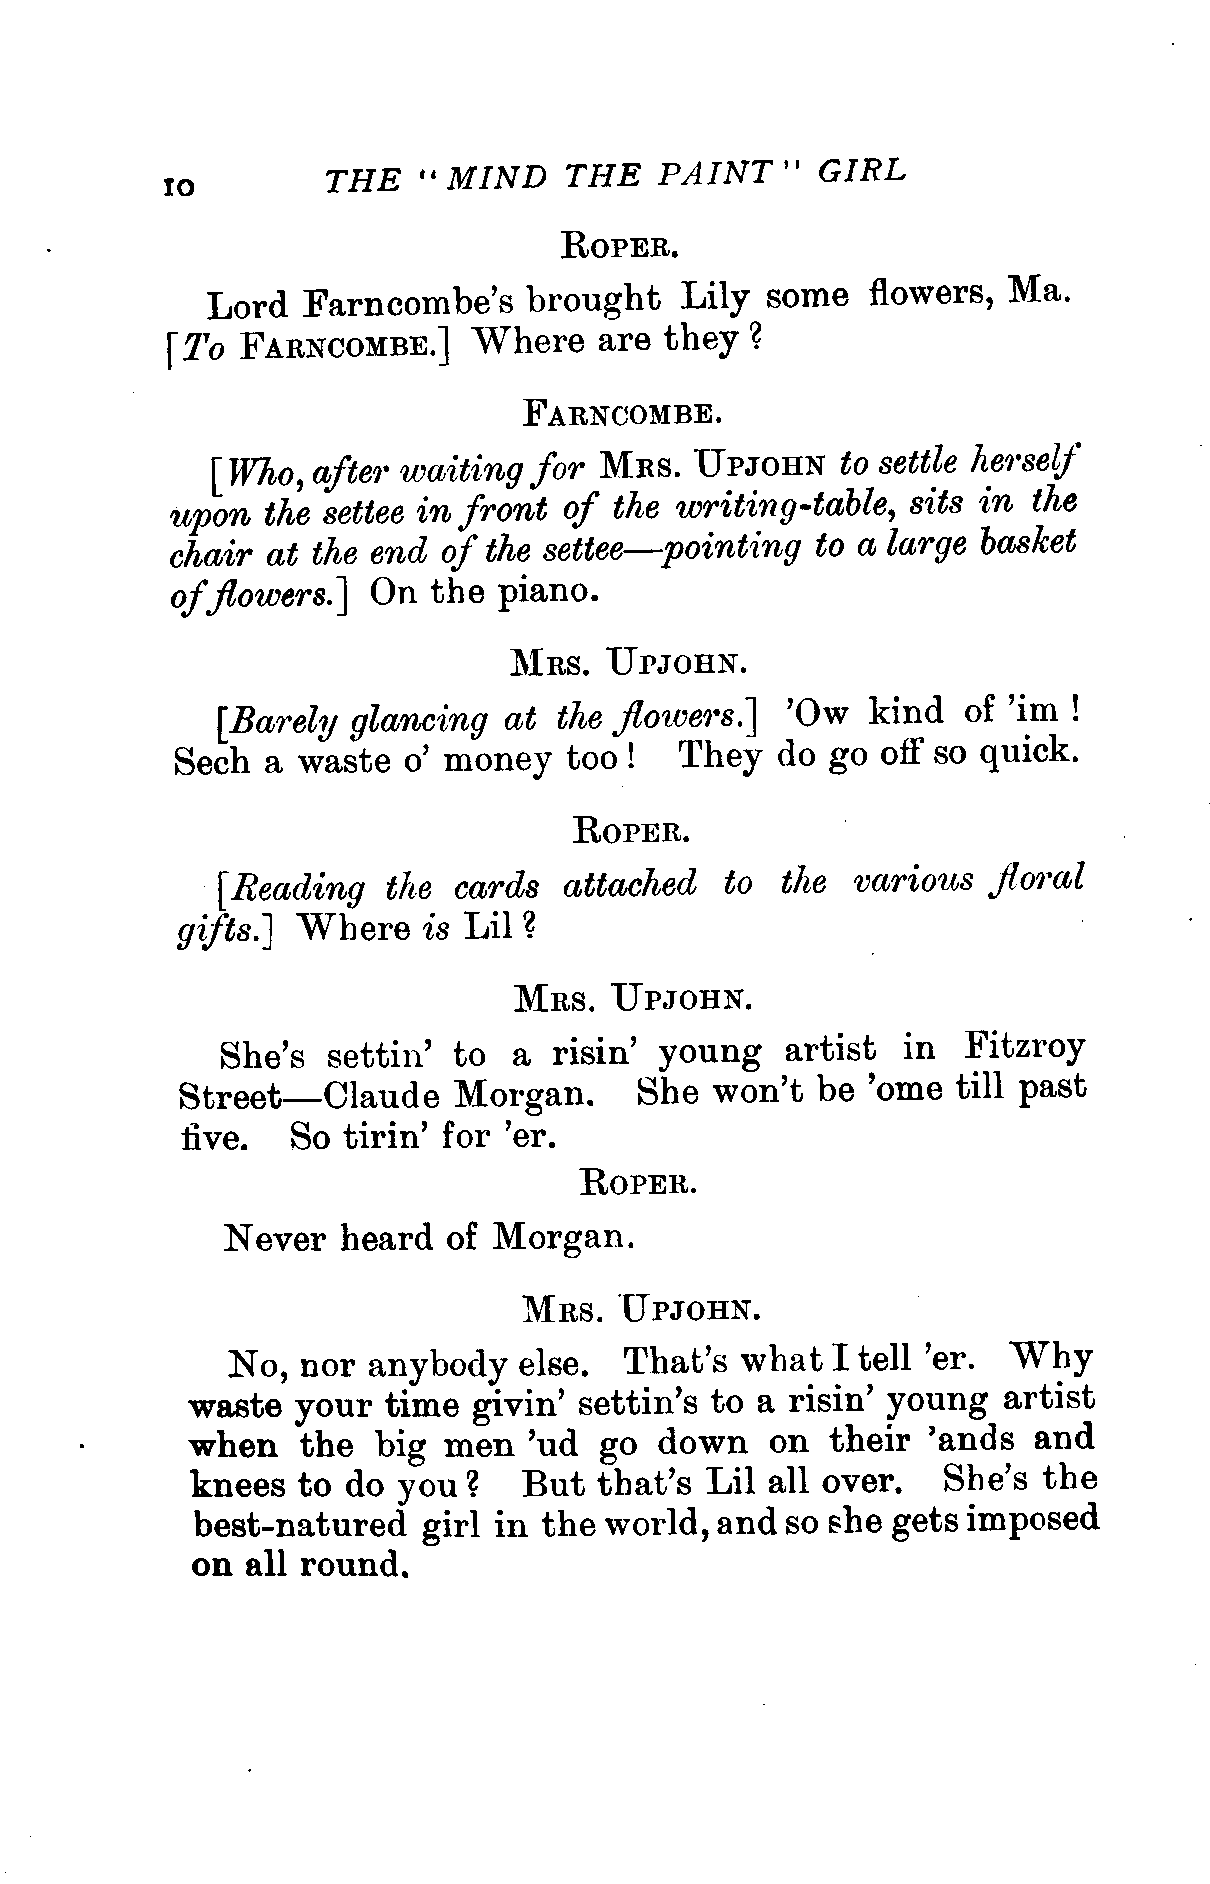 10 THE "MIND THE PAINT" GIRL
ROPER.
Lord Farncombe's brought Lily some flowers, Ma.
[To FARNCOMBE.] Where are they?
FARNCOMBE.
[Who, after waiting for MRS. UPJOHN to settle herself
upon the settee in front of the writing-table, sits in the
chair at the end of the settee—pointing to a large basket
of flowers.] On the piano.
MRS. UPJOHN.
[Barely glancing at the flowers.] 'Ow kind of 'im!
Sech a waste o' money too! They do go off so quick.
ROPER.
[Reading the cards attached to the various floral
gifts.] Where is Lil?
MRS. UPJOHN.
She's settin' to a risin' young artist in Fitzroy
Street—Claude Morgan. She won't be 'ome till past
five. So tirin' for 'er.
ROPER.
Never heard of Morgan.
MRS. UPJOHN.
No, nor anybody else. That's what I tell 'er. Why
waste your time givin' settin's to a risin' young artist
when the big men 'ud go down on their 'ands and
knees to do you? But that's Lil all over. She's the
best-natured girl in the world, and so she gets imposed
on all round.